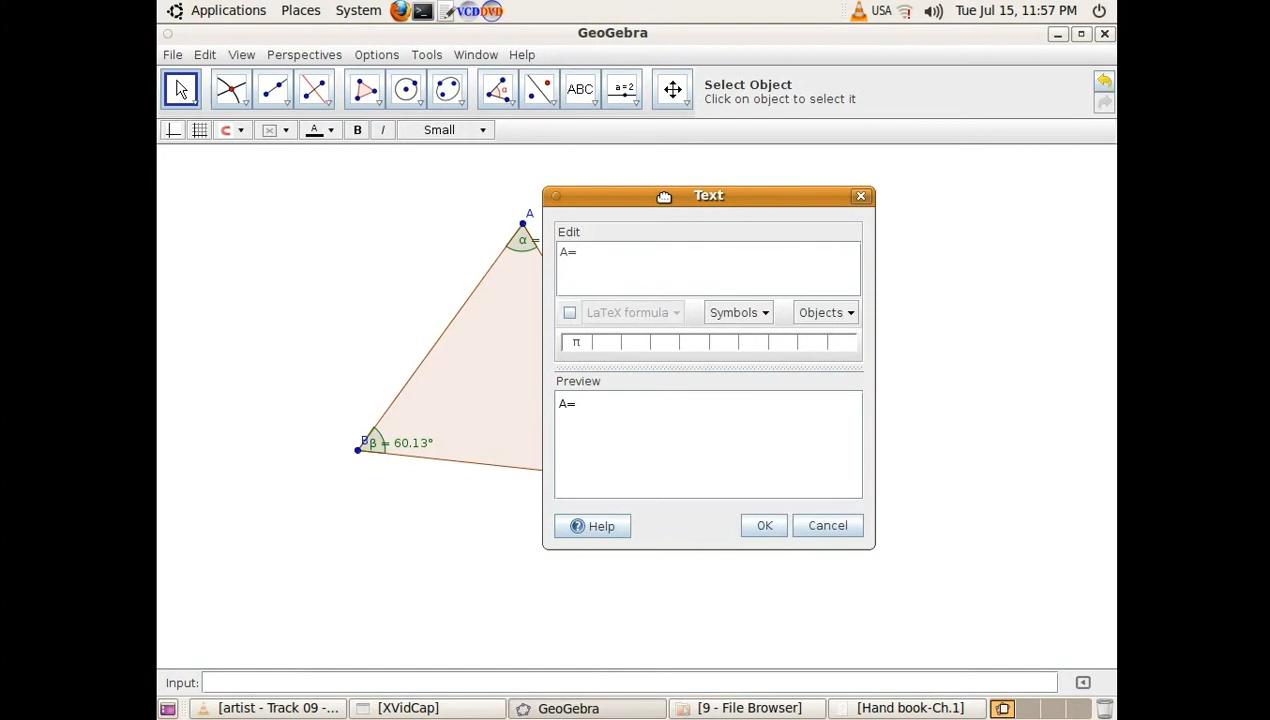 Applications Places System VCD DVD USA Tue Jul 15, 11:57 PM
GeoGebra
File Edit View Perspectives Options Tools Window Help
α ABC a=2
Select Object
Click on object to select it
A B I Small
A
α =
B
β = 60.13°
Text
Edit
A=
LaTeX formula Symbols Objects
π
Preview
A=
Help OK Cancel
Input:
[artist - Track 09 -... [XVidCap] GeoGebra [9 - File Browser] [Hand book-Ch.1]